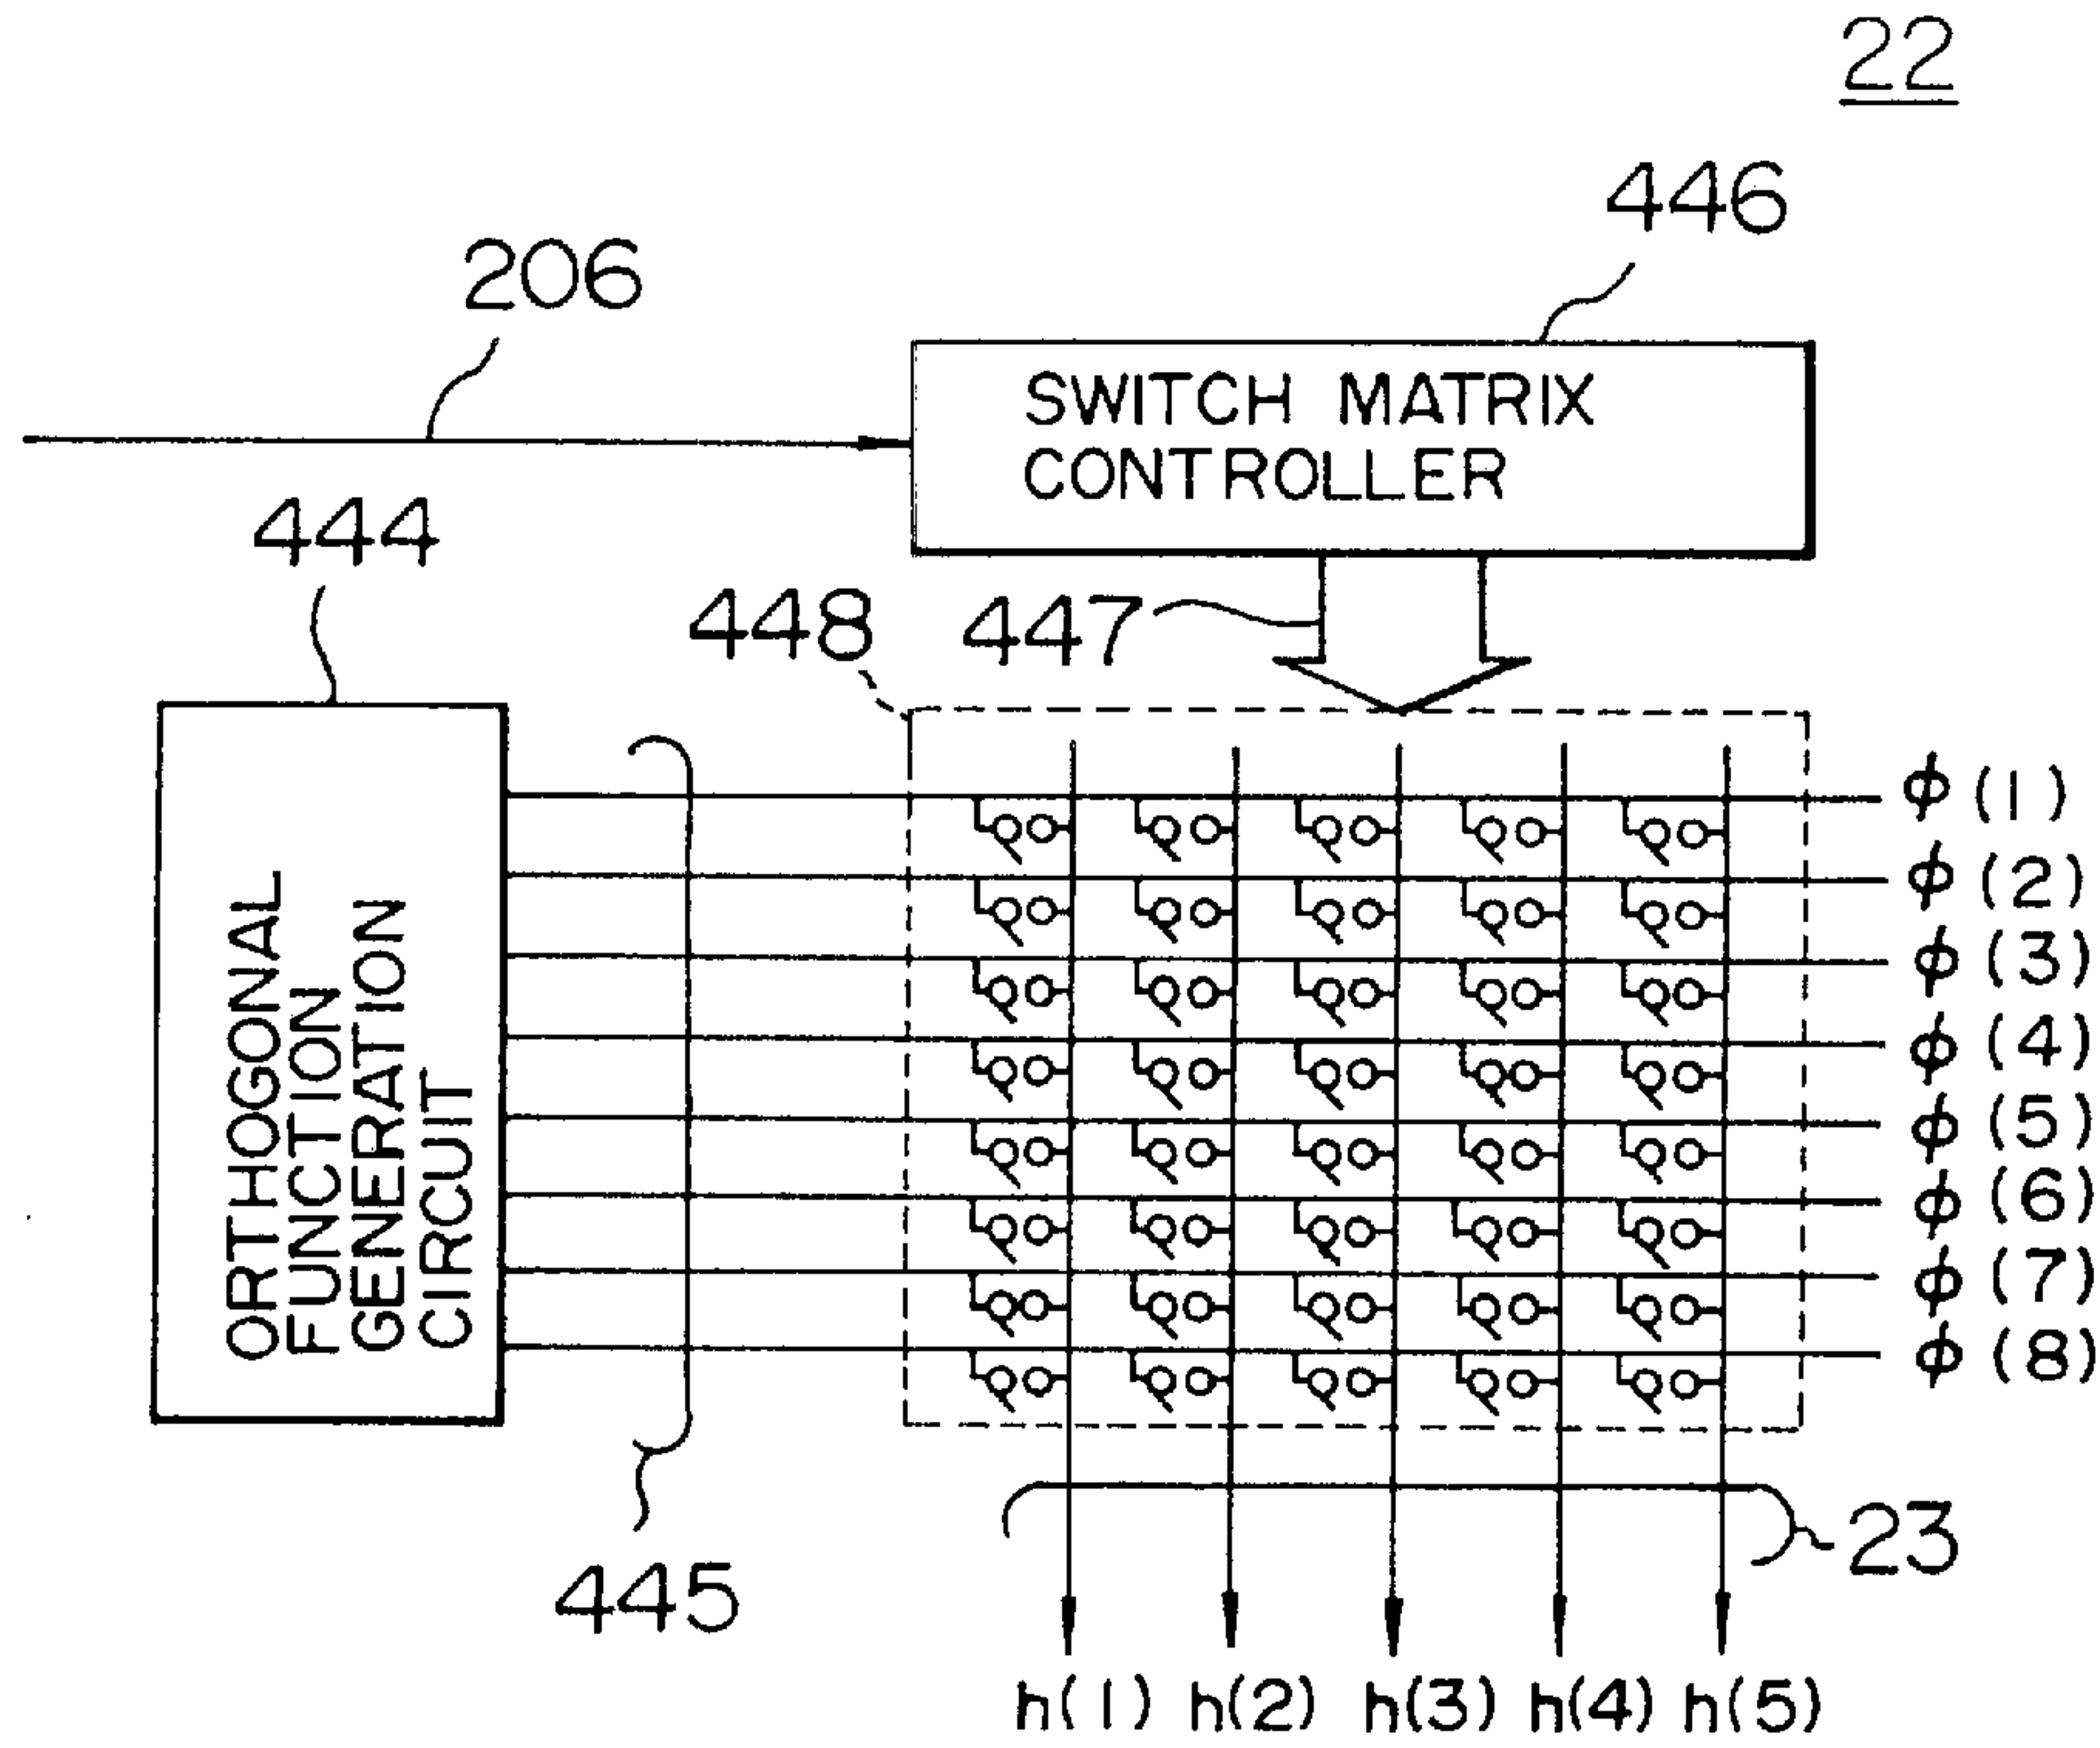 22
446
206
SWITCH MATRIX
CONTROLLER
444
448
447
ORTHOGONAL
FUNCTION
GENERATION
CIRCUIT
ϕ (1)
ϕ (2)
ϕ (3)
ϕ (4)
ϕ (5)
ϕ (6)
ϕ (7)
ϕ (8)
445
23
h(1) h(2) h(3) h(4) h(5)